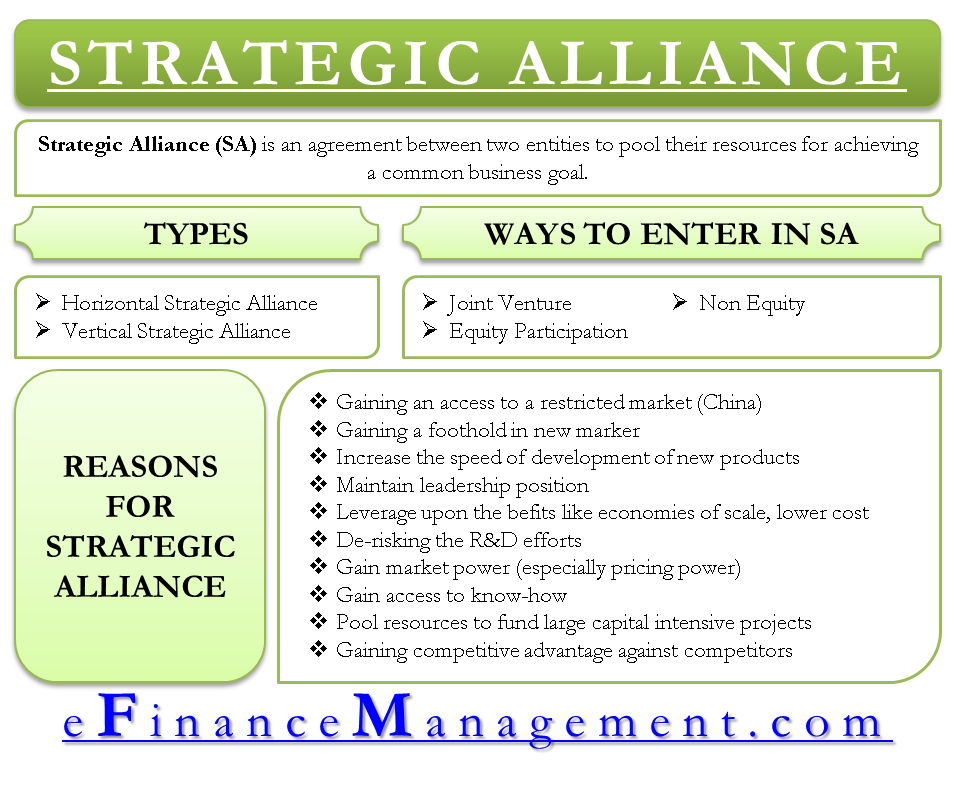 STRATEGIC ALLIANCE
Strategic Alliance (SA) is an agreement between two entities to pool their resources for achieving
a common business goal.
TYPES
WAYS TO ENTER IN SA
Horizontal Strategic Alliance
Vertical Strategic Alliance
Joint Venture
Non Equity
Equity Participation
REASONS
FOR
STRATEGIC
ALLIANCE
Gaining an access to a restricted market (China)
Gaining a foothold in new marker
Increase the speed of development of new products
Maintain leadership position
Leverage upon the befits like economies of scale, lower cost
De-risking the R&D efforts
Gain market power (especially pricing power)
Gain access to know-how
Pool resources to fund large capital intensive projects
Gaining competitive advantage against competitors
eFinanceManagement.com